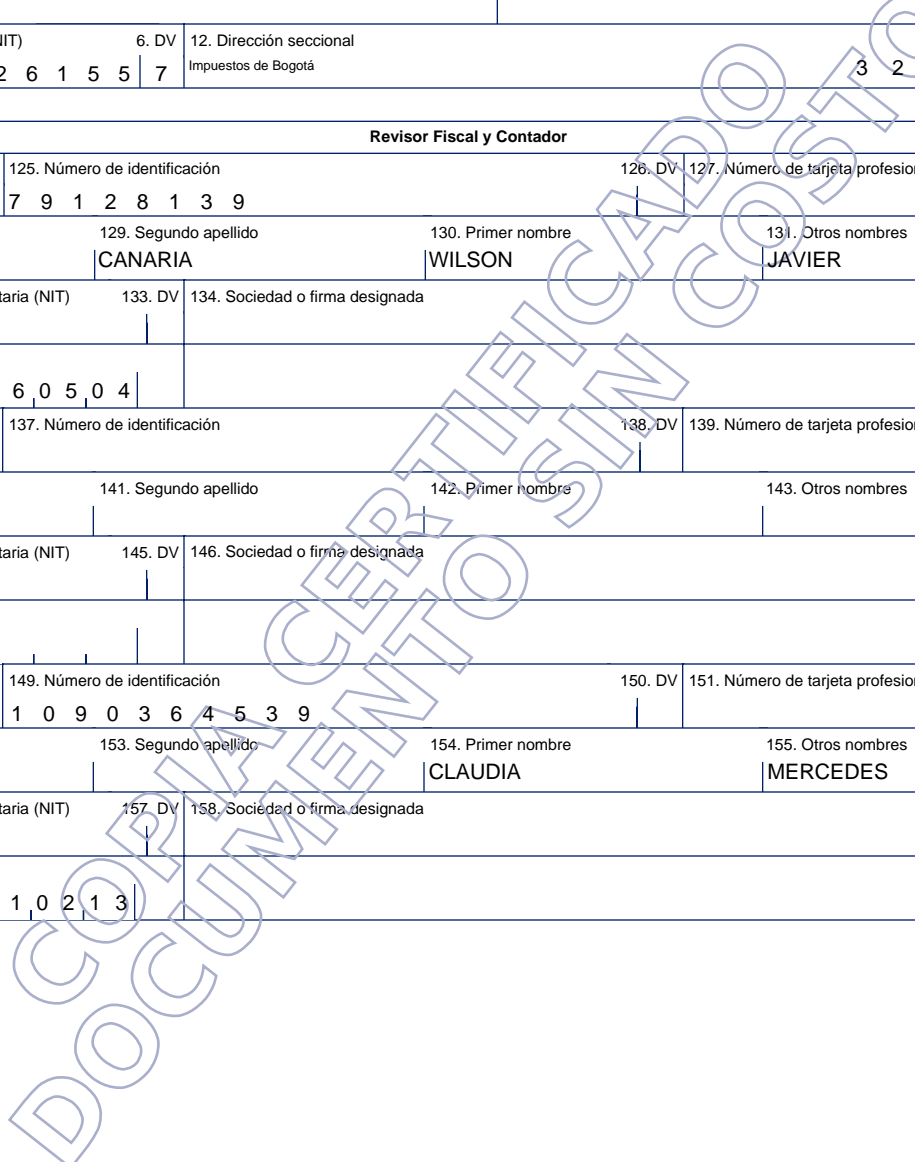 IT) 6. DV 12. Dirección seccional
2 6 1 5 5 7 Impuestos de Bogotá 3 2
Revisor Fiscal y Contador
125. Número de identificación 126. DV 127. Número de tarjeta profesion
7 9 1 2 8 1 3 9
129. Segundo apellido 130. Primer nombre 131. Otros nombres
CANARIA WILSON JAVIER
taria (NIT) 133. DV 134. Sociedad o firma designada
6 0 5 0 4
137. Número de identificación 138. DV 139. Número de tarjeta profesion
141. Segundo apellido 142. Primer nombre 143. Otros nombres
taria (NIT) 145. DV 146. Sociedad o firma designada
149. Número de identificación 150. DV 151. Número de tarjeta profesion
1 0 9 0 3 6 4 5 3 9
153. Segundo apellido 154. Primer nombre 155. Otros nombres
CLAUDIA MERCEDES
taria (NIT) 157. DV 158. Sociedad o firma designada
1 0 2 1 3
COPIA CERTIFICADO
DOCUMENTO SIN COSTO